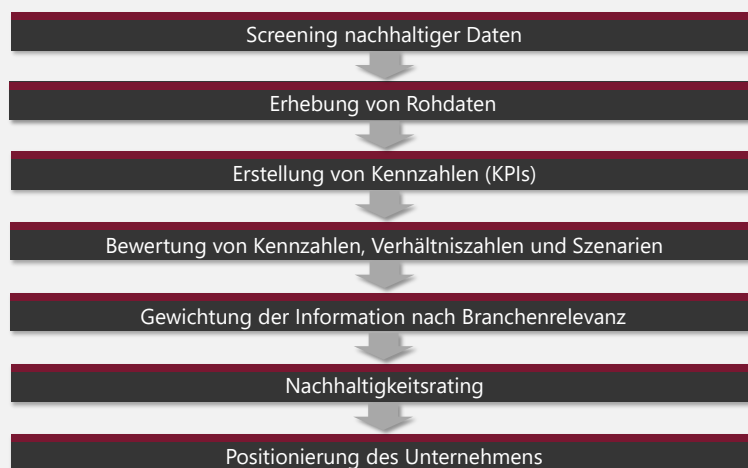 Screening nachhaltiger Daten
Erhebung von Rohdaten
Erstellung von Kennzahlen (KPIs)
Bewertung von Kennzahlen, Verhältniszahlen und Szenarien
Gewichtung der Information nach Branchenrelevanz
Nachhaltigkeitsrating
Positionierung des Unternehmens